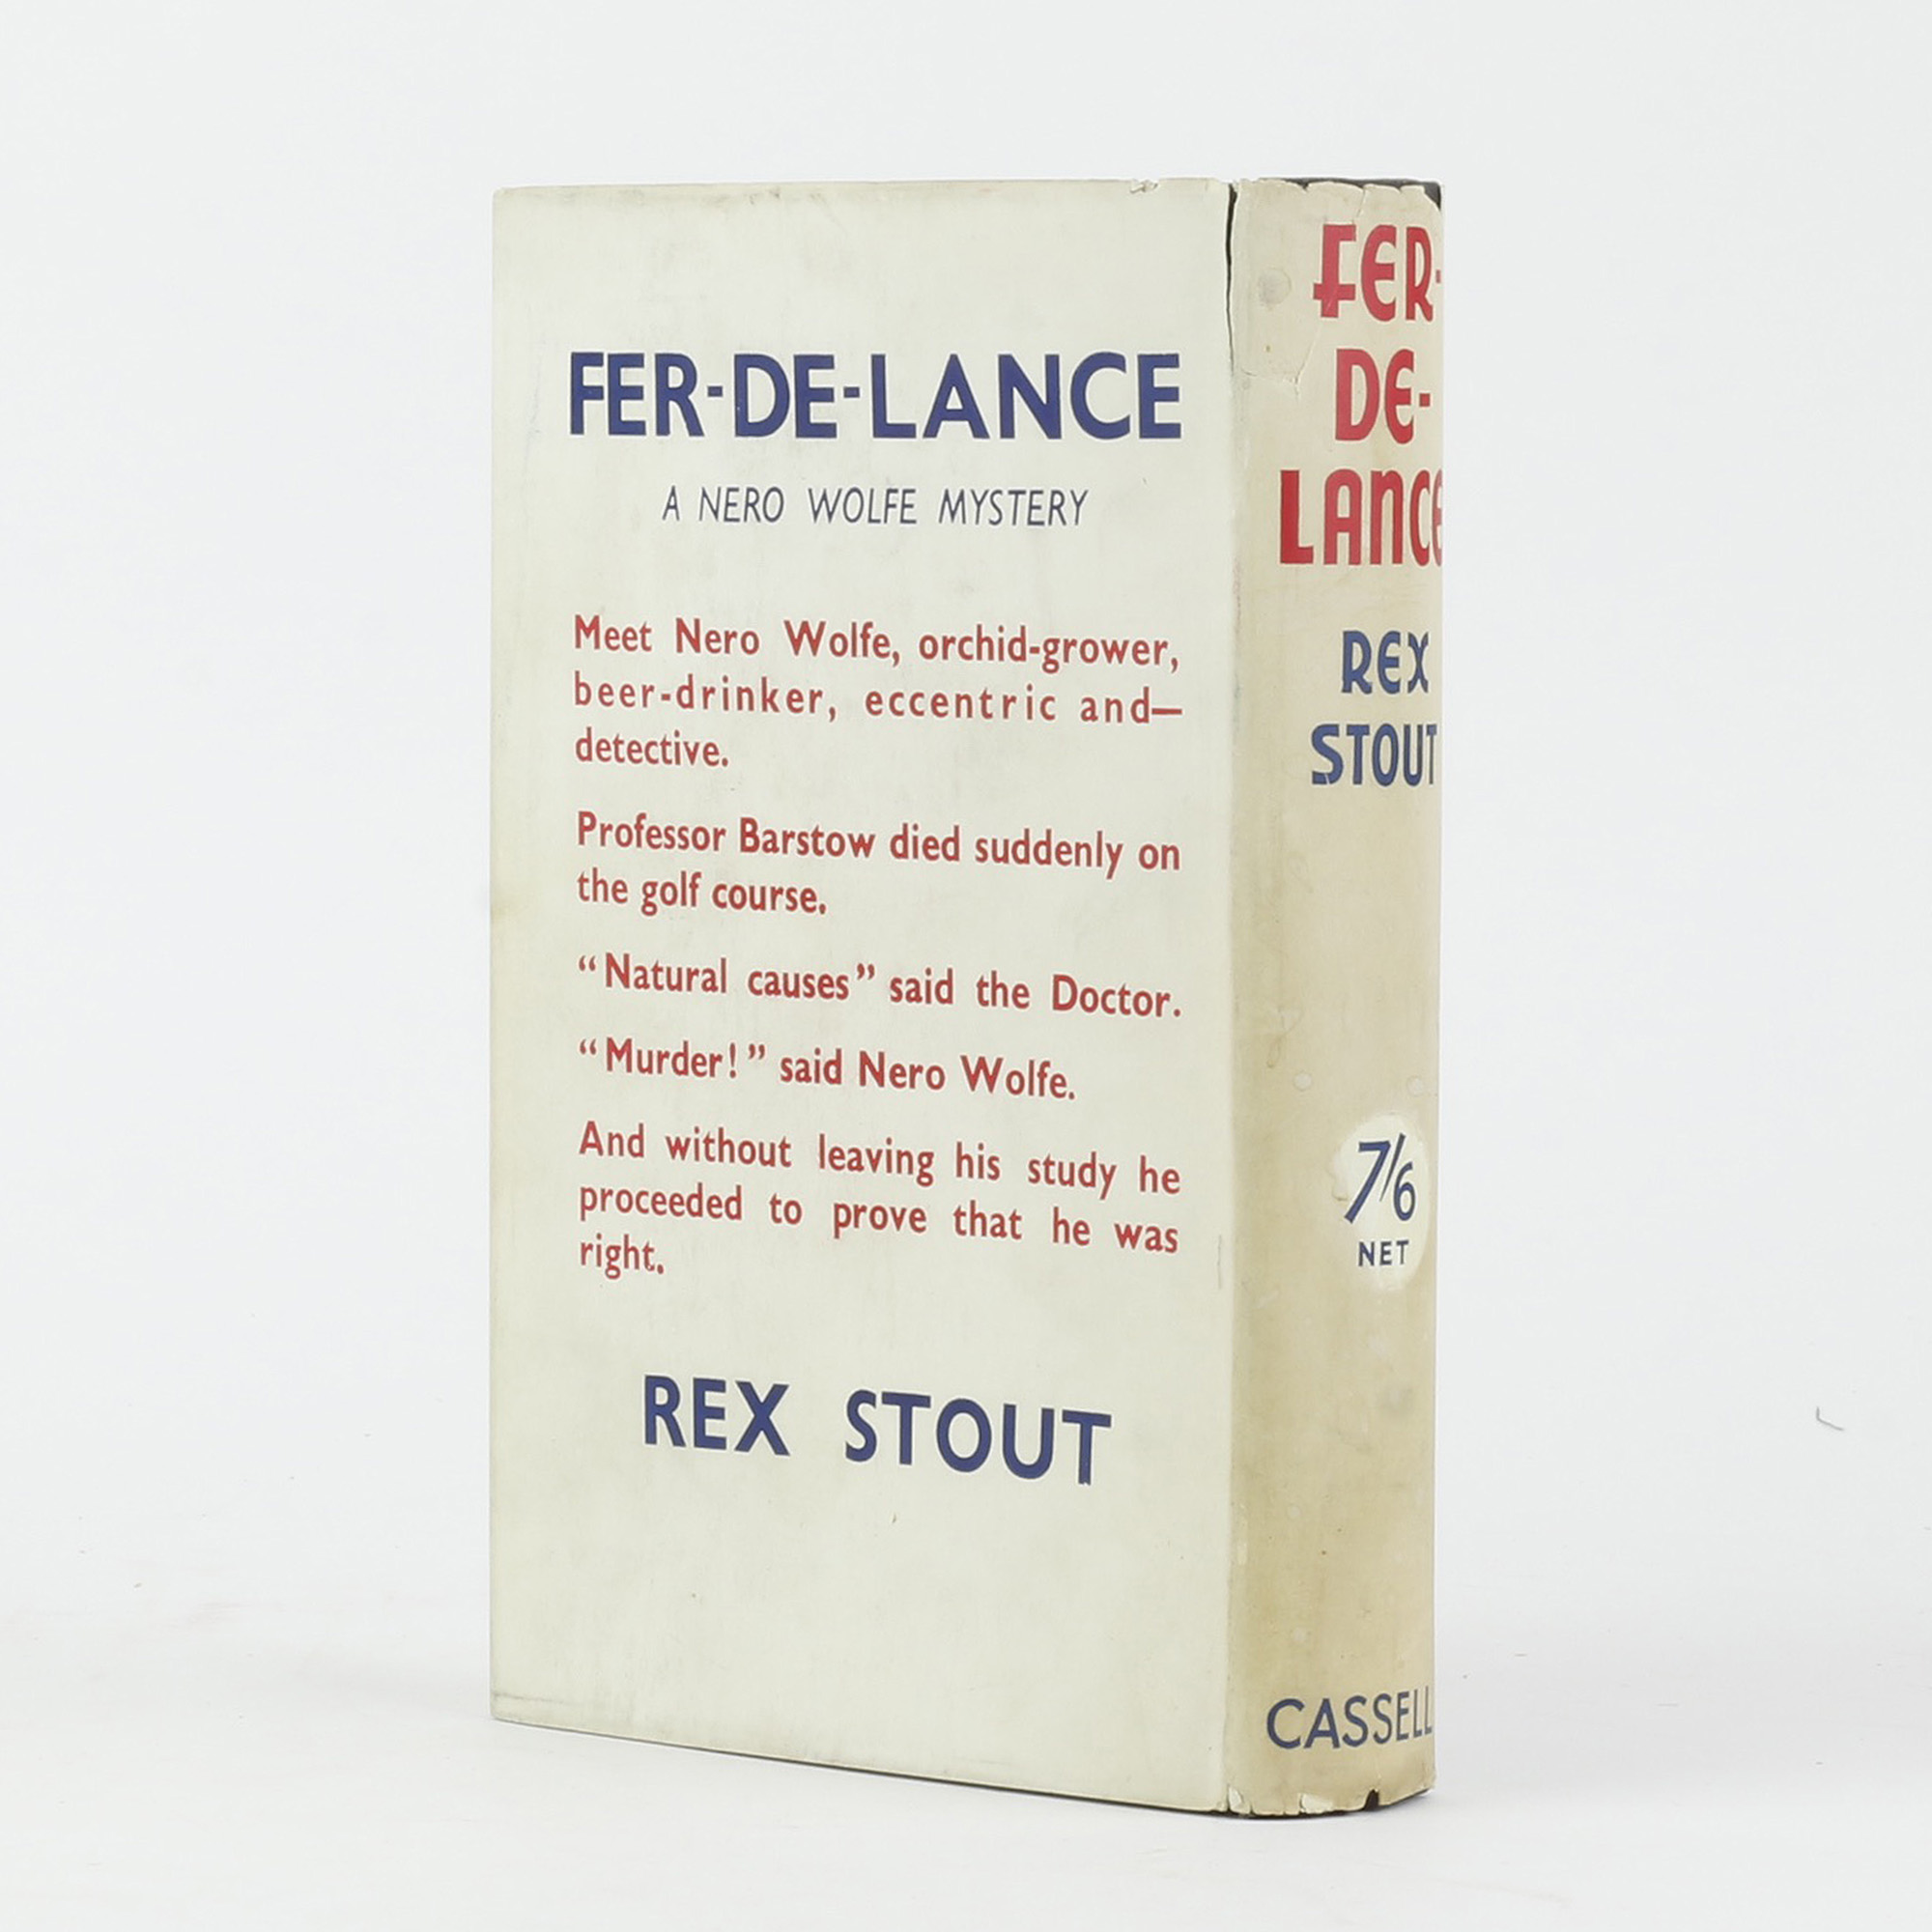 FER-DE-LANCE
A NERO WOLFE MYSTERY
Meet Nero Wolfe, orchid-grower,
beer-drinker, eccentric and—
detective.
Professor Barstow died suddenly on
the golf course.
“Natural causes” said the Doctor.
“Murder!” said Nero Wolfe.
And without leaving his study he
proceeded to prove that he was
right.
REX STOUT
FER-
DE-
LANCE
REX
STOUT
7/6
NET
CASSELL